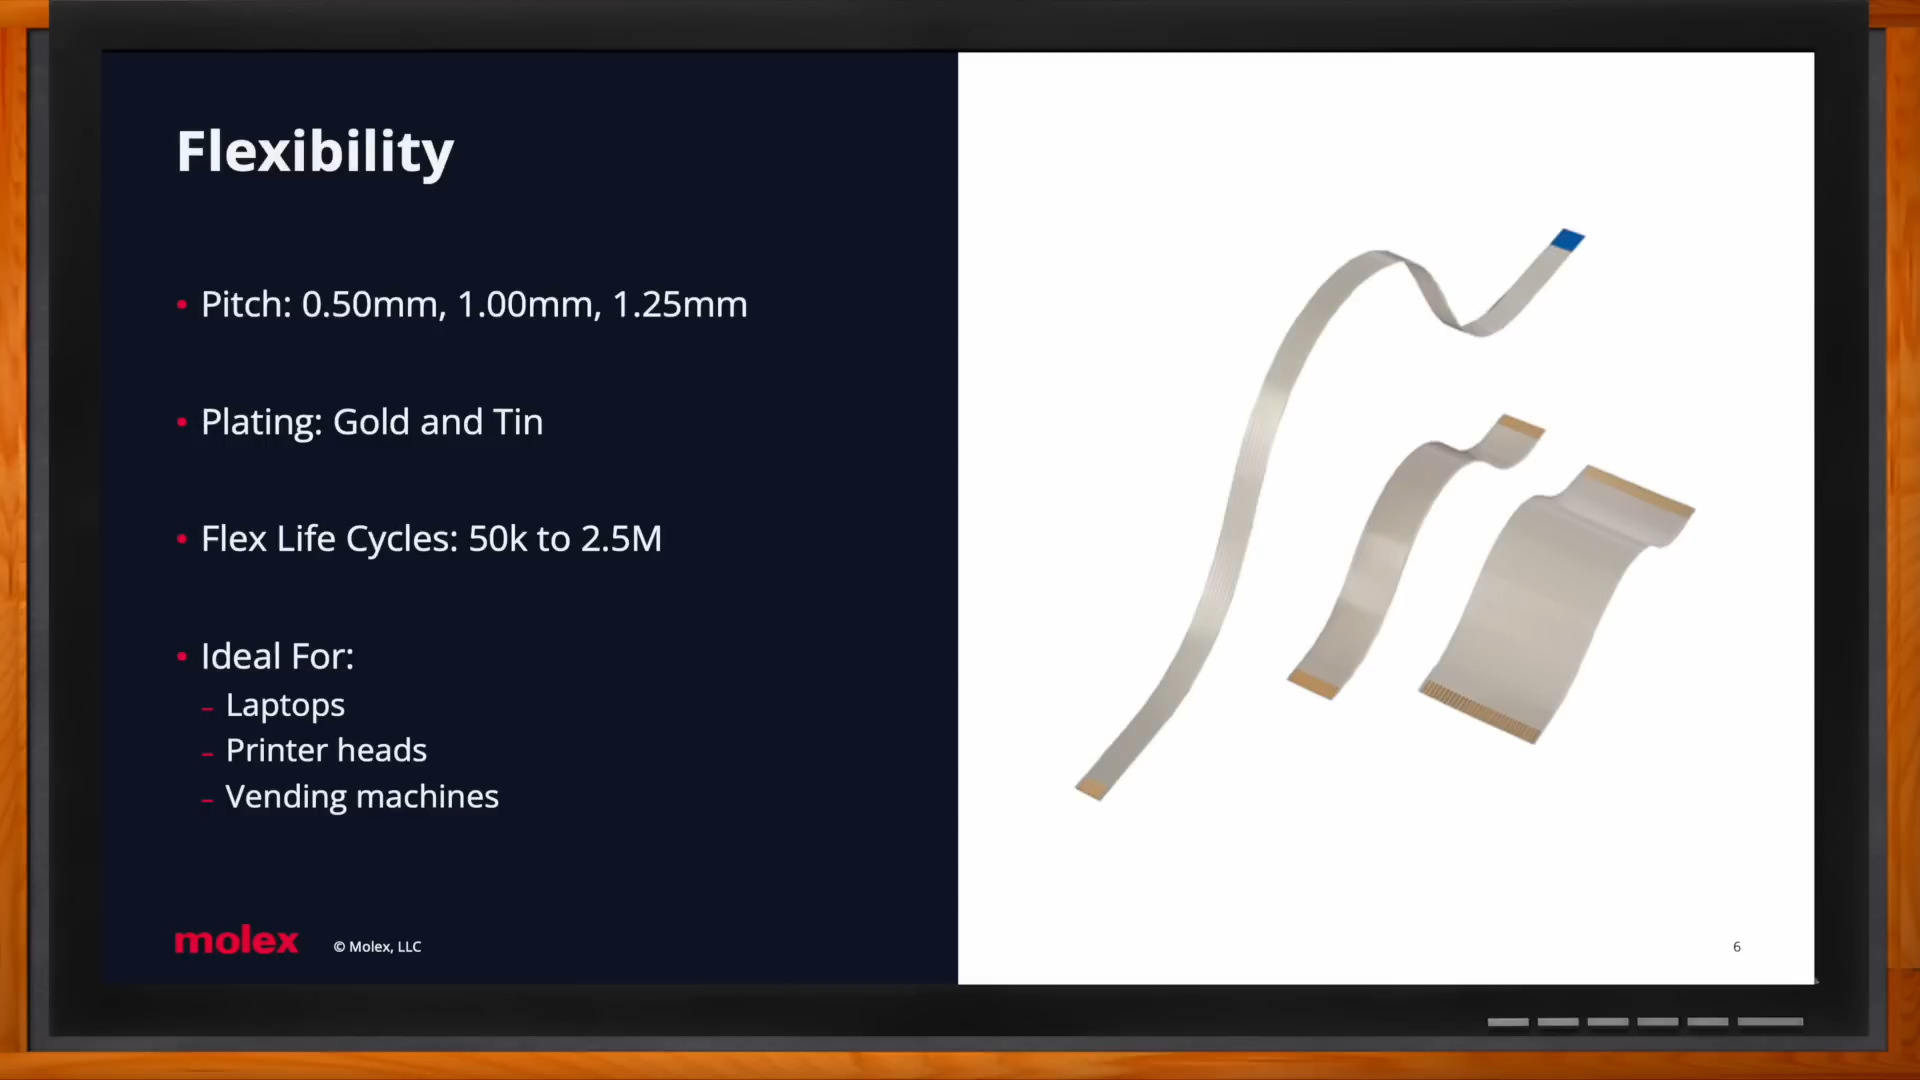 Flexibility
• Pitch: 0.50mm, 1.00mm, 1.25mm
• Plating: Gold and Tin
• Flex Life Cycles: 50k to 2.5M
• Ideal For:
– Laptops
– Printer heads
– Vending machines
molex © Molex, LLC
6